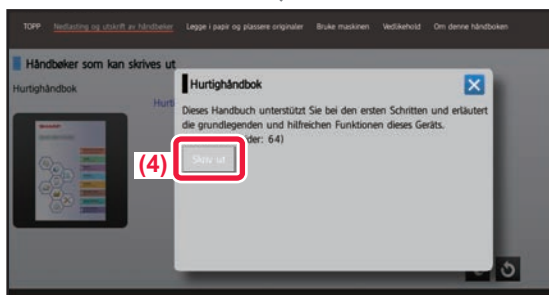 TOPP Nedlasting og utskrift av håndbøker Legge i papir og plassere originaler Bruke maskinen Vedlikehold Om denne håndboken
Håndbøker som kan skrives ut
Hurtighåndbok
Hurti
Hurtighåndbok
Dieses Handbuch unterstützt Sie bei den ersten Schritten und erläutert
die grundlegenden und hilfreichen Funktionen dieses Geräts.
der: 64)
(4)
Skriv ut